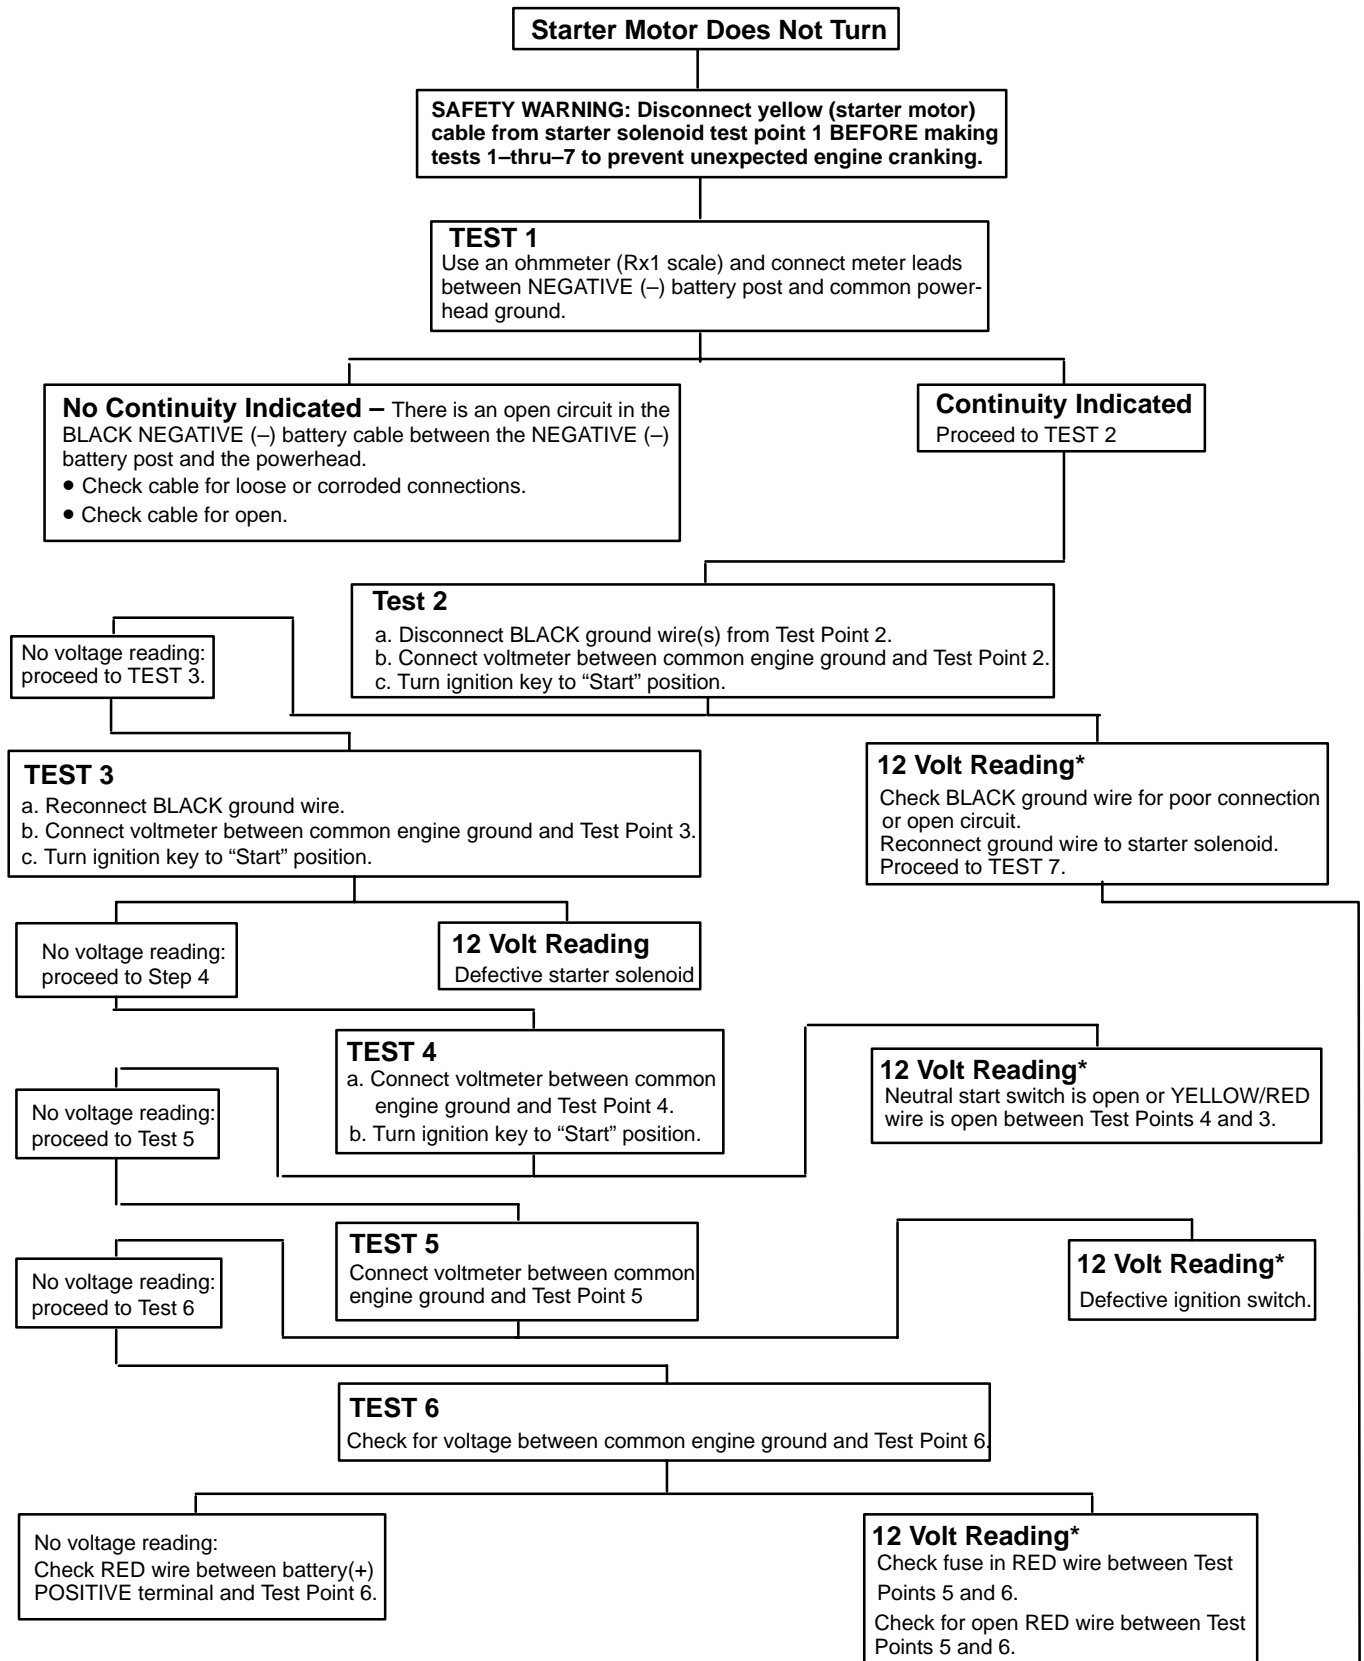 Starter Motor Does Not Turn
SAFETY WARNING: Disconnect yellow (starter motor)
cable from starter solenoid test point 1 BEFORE making
tests 1–thru–7 to prevent unexpected engine cranking.
TEST 1
Use an ohmmeter (Rx1 scale) and connect meter leads
between NEGATIVE (–) battery post and common power-
head ground.
No Continuity Indicated – There is an open circuit in the
BLACK NEGATIVE (–) battery cable between the NEGATIVE (–)
battery post and the powerhead.
• Check cable for loose or corroded connections.
• Check cable for open.
Continuity Indicated
Proceed to TEST 2
Test 2
a. Disconnect BLACK ground wire(s) from Test Point 2.
b. Connect voltmeter between common engine ground and Test Point 2.
c. Turn ignition key to “Start” position.
No voltage reading:
proceed to TEST 3.
TEST 3
a. Reconnect BLACK ground wire.
b. Connect voltmeter between common engine ground and Test Point 3.
c. Turn ignition key to “Start” position.
12 Volt Reading*
Check BLACK ground wire for poor connection
or open circuit.
Reconnect ground wire to starter solenoid.
Proceed to TEST 7.
No voltage reading:
proceed to Step 4
12 Volt Reading
Defective starter solenoid
TEST 4
a. Connect voltmeter between common
engine ground and Test Point 4.
b. Turn ignition key to “Start” position.
12 Volt Reading*
Neutral start switch is open or YELLOW/RED
wire is open between Test Points 4 and 3.
No voltage reading:
proceed to Test 5
TEST 5
Connect voltmeter between common
engine ground and Test Point 5
12 Volt Reading*
Defective ignition switch.
No voltage reading:
proceed to Test 6
TEST 6
Check for voltage between common engine ground and Test Point 6.
No voltage reading:
Check RED wire between battery(+)
POSITIVE terminal and Test Point 6.
12 Volt Reading*
Check fuse in RED wire between Test
Points 5 and 6.
Check for open RED wire between Test
Points 5 and 6.